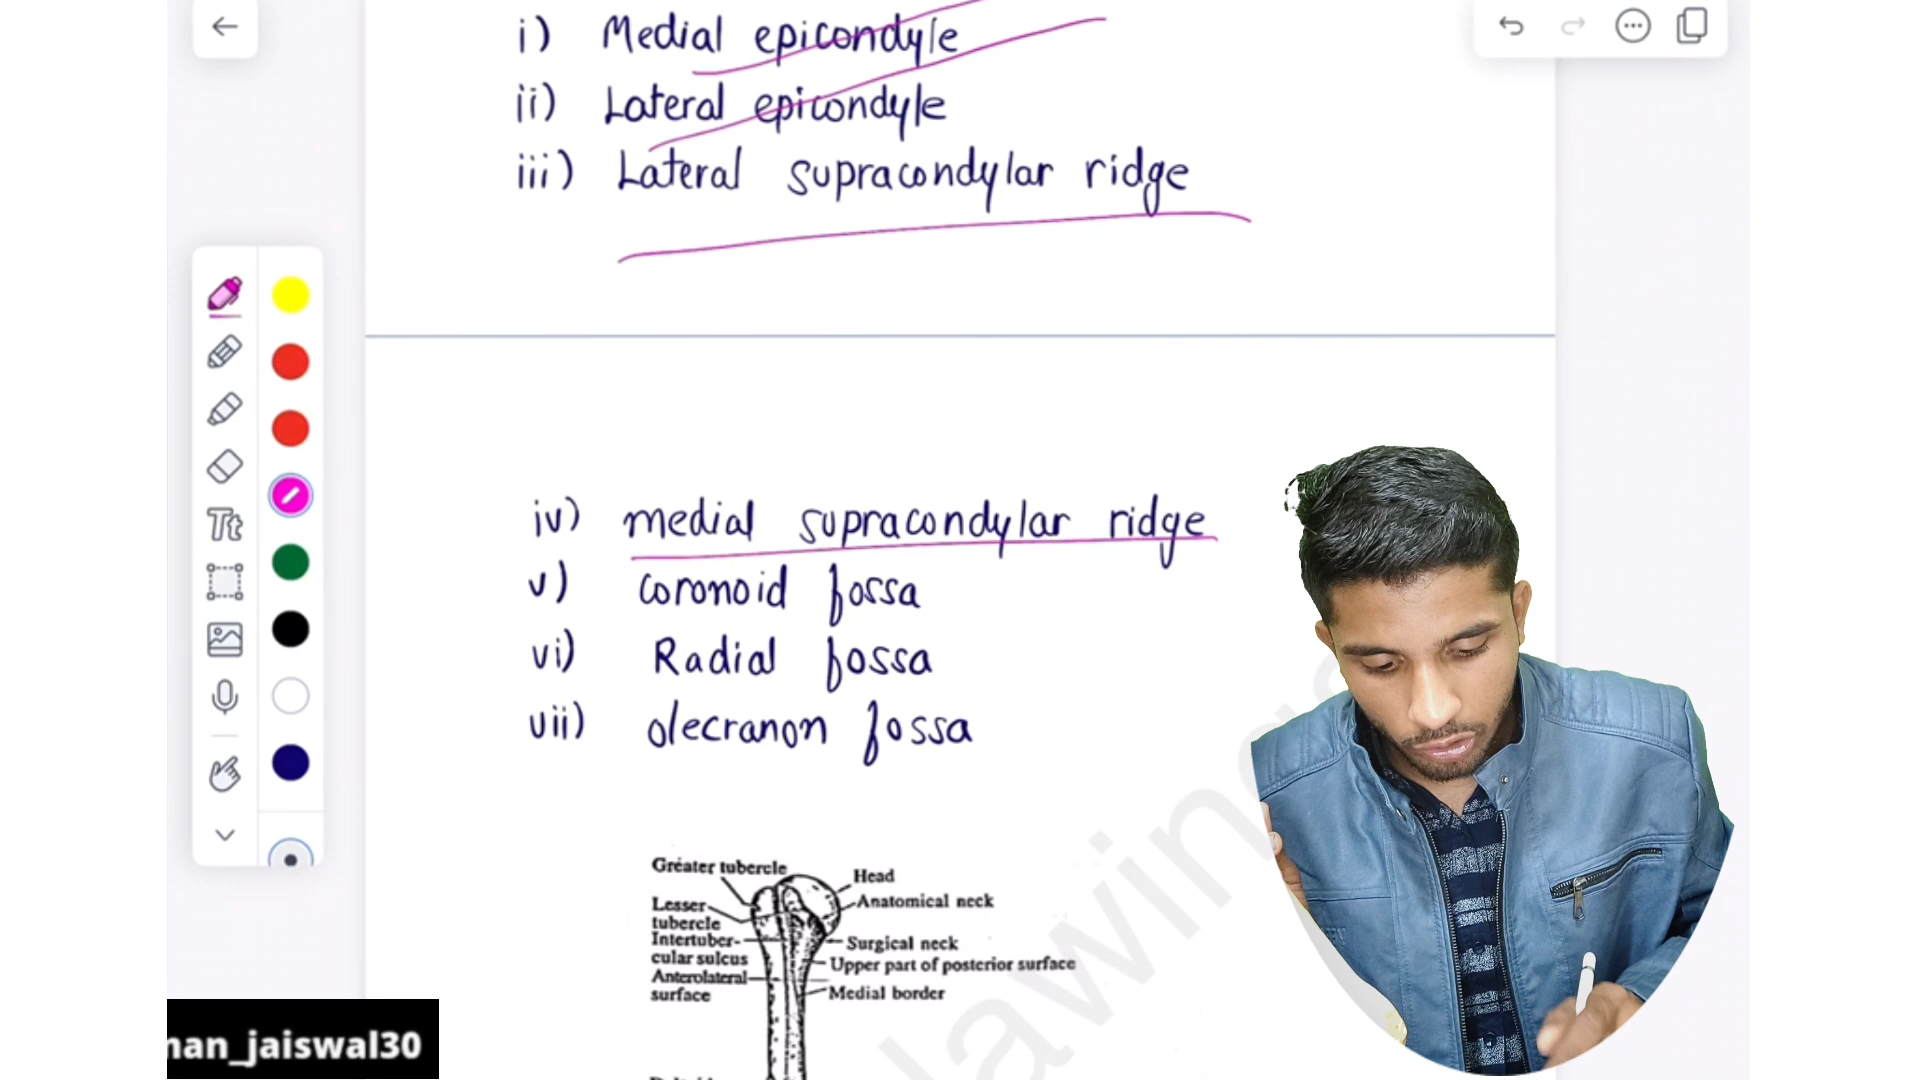 i) Medial epicondyle
ii) Lateral epicondyle
iii) Lateral supracondylar ridge
Tt
iv) medial supracondylar ridge
v) coronoid fossa
vi) Radial fossa
vii) olecranon fossa
Greater tubercle
Head
Lesser
tubercle
Anatomical neck
Intertuber-
cular sulcus
Surgical neck
Upper part of posterior surface
Anterolateral
surface
Medial border
nan_jaiswal30